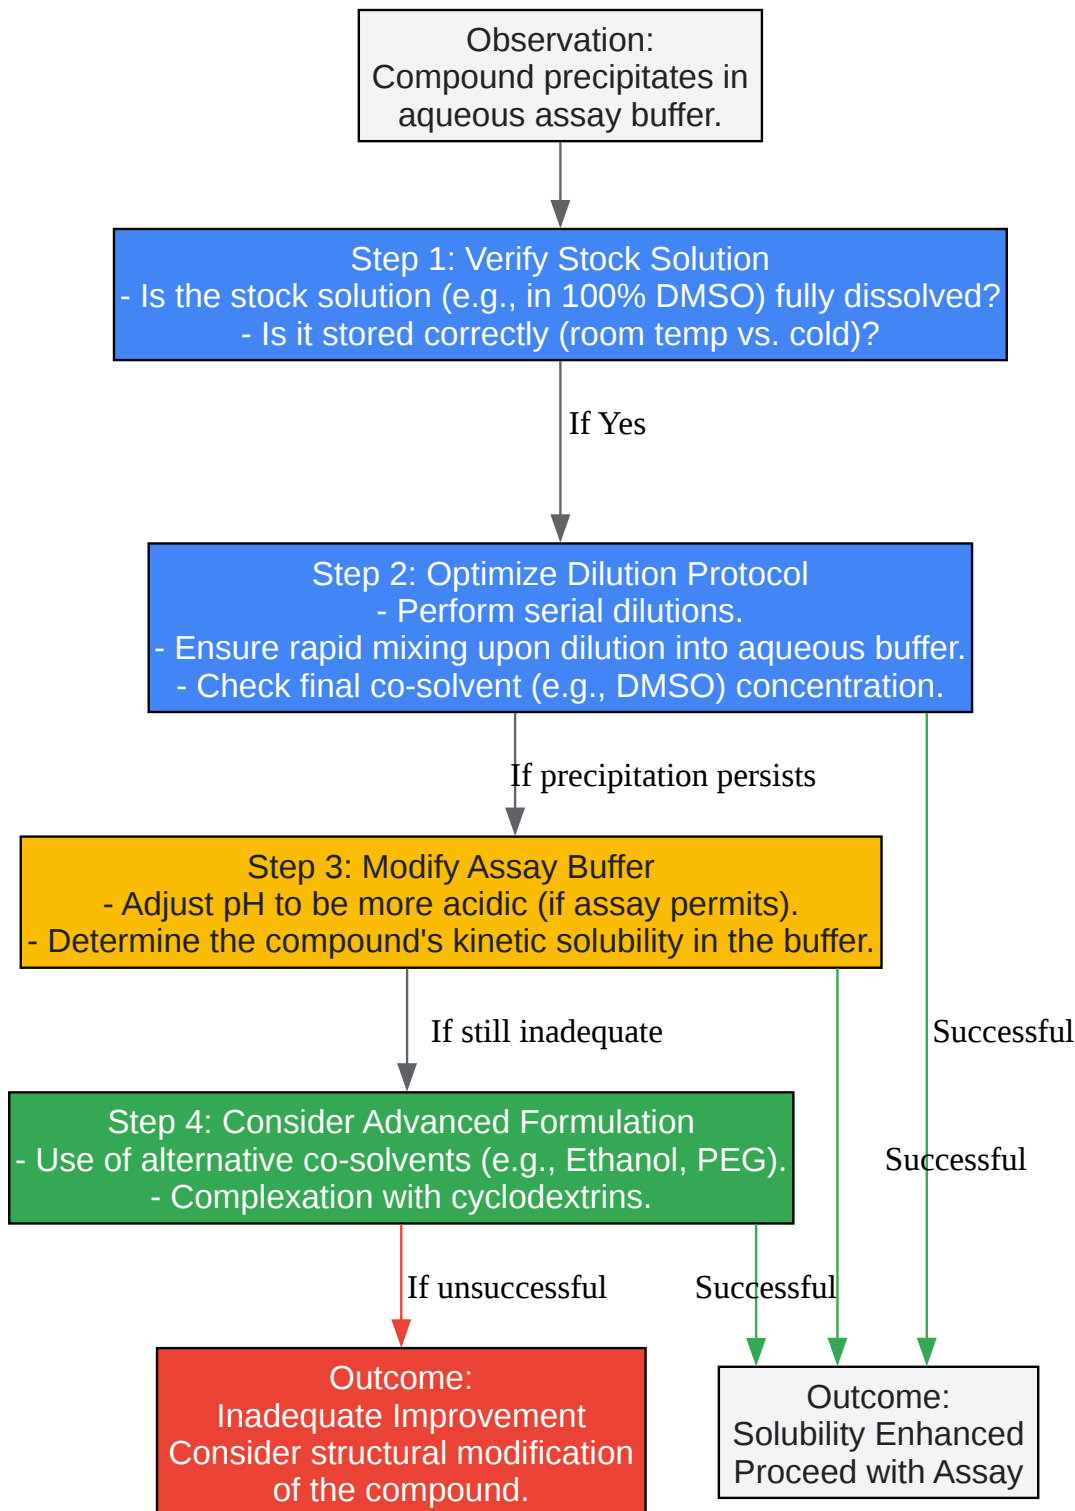 Observation:
Compound precipitates in
aqueous assay buffer.
Step 1: Verify Stock Solution
- Is the stock solution (e.g., in 100% DMSO) fully dissolved?
- Is it stored correctly (room temp vs. cold)?
If Yes
Step 2: Optimize Dilution Protocol
- Perform serial dilutions.
- Ensure rapid mixing upon dilution into aqueous buffer.
- Check final co-solvent (e.g., DMSO) concentration.
If precipitation persists
Step 3: Modify Assay Buffer
- Adjust pH to be more acidic (if assay permits).
- Determine the compound's kinetic solubility in the buffer.
If still inadequate
Successful
Step 4: Consider Advanced Formulation
- Use of alternative co-solvents (e.g., Ethanol, PEG).
- Complexation with cyclodextrins.
Successful
If unsuccessful
Successful
Outcome:
Inadequate Improvement
Consider structural modification
of the compound.
Outcome:
Solubility Enhanced
Proceed with Assay